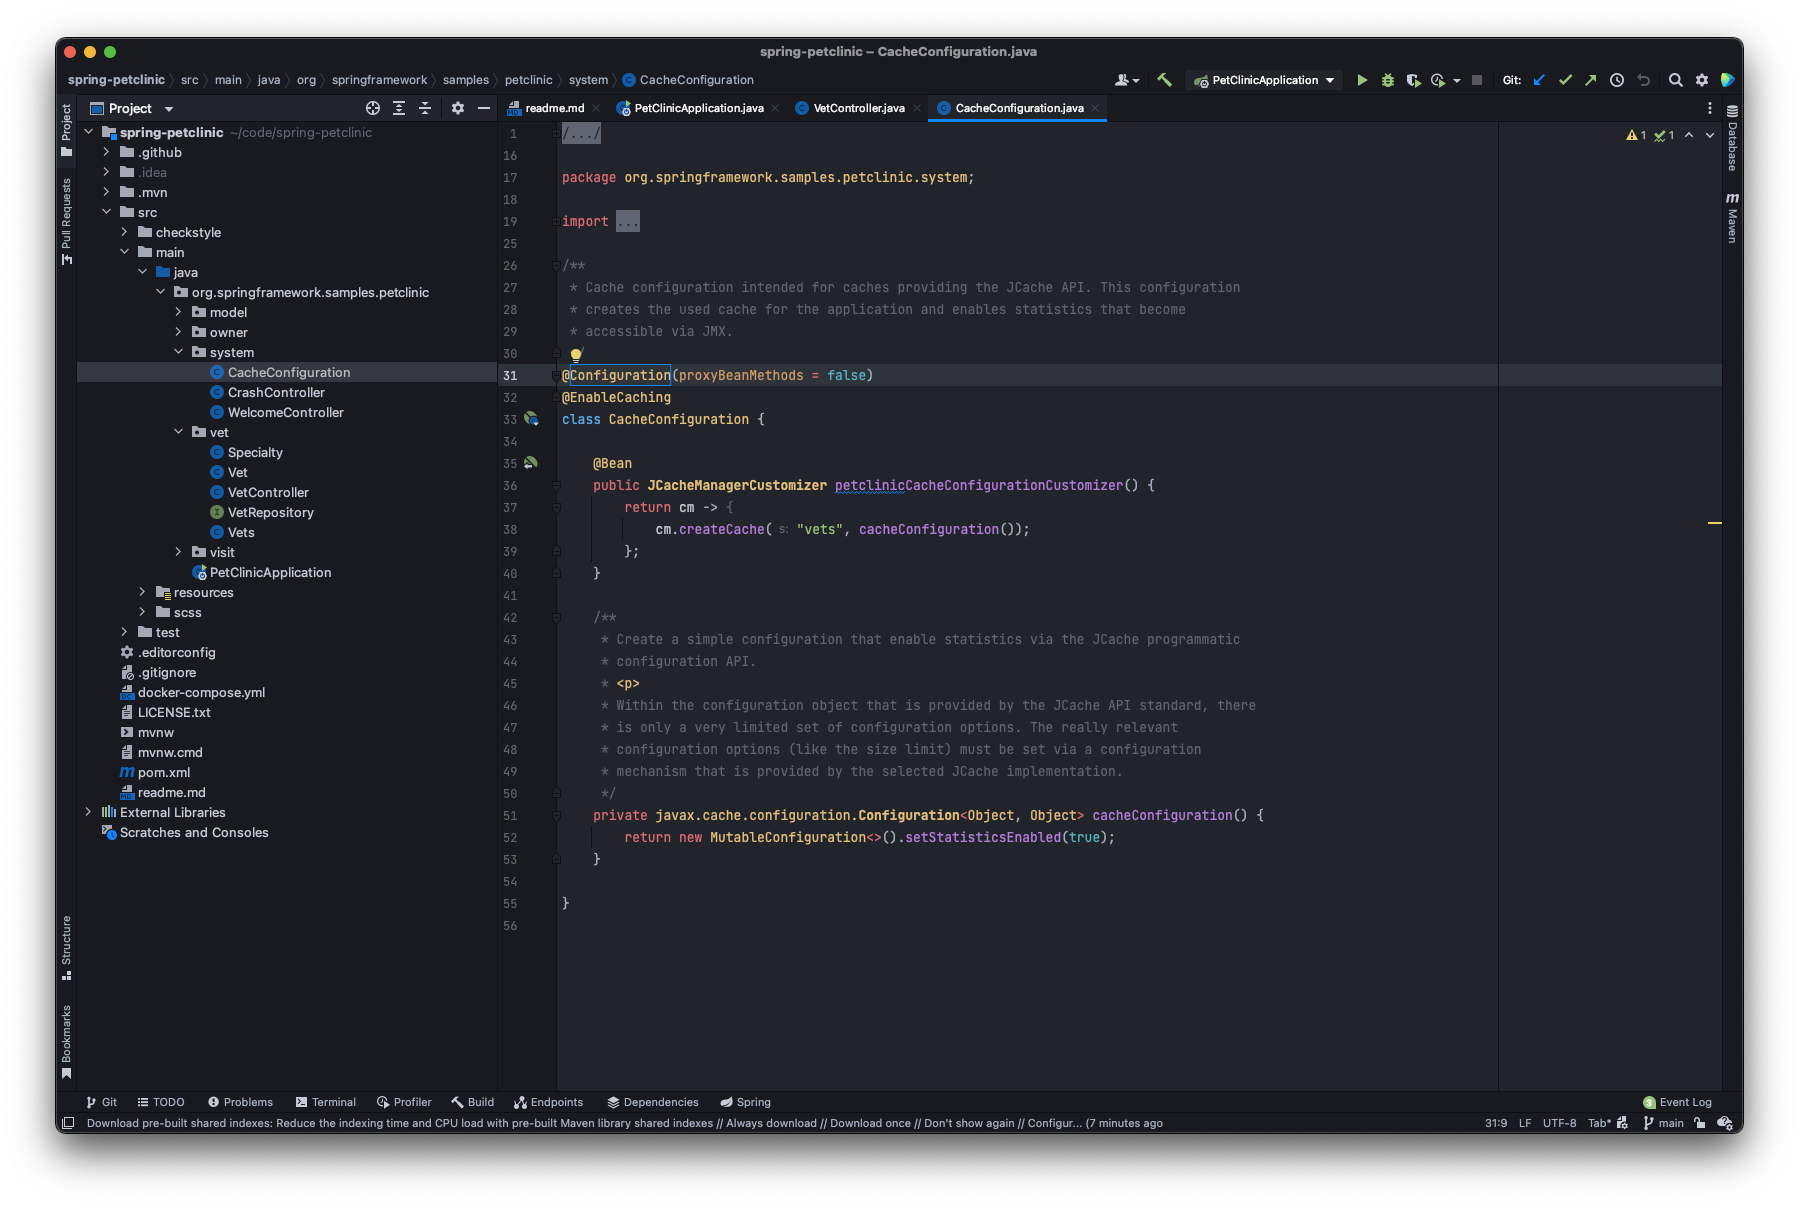 spring-petclinic – CacheConfiguration.java
spring-petclinic src main java org springframework samples petclinic system CacheConfiguration
PetClinicApplication
Git:
Project
readme.md
PetClinicApplication.java
VetController.java
CacheConfiguration.java
Project
Pull Requests
Structure
Bookmarks
spring-petclinic ~/code/spring-petclinic
.github
.idea
.mvn
src
checkstyle
main
java
org.springframework.samples.petclinic
model
owner
system
CacheConfiguration
CrashController
WelcomeController
vet
Specialty
Vet
VetController
VetRepository
Vets
visit
PetClinicApplication
resources
scss
test
.editorconfig
.gitignore
docker-compose.yml
LICENSE.txt
mvnw
mvnw.cmd
pom.xml
readme.md
External Libraries
Scratches and Consoles
1 /.../
16
17 package org.springframework.samples.petclinic.system;
18
19 import ...
25
26 /**
27 * Cache configuration intended for caches providing the JCache API. This configuration
28 * creates the used cache for the application and enables statistics that become
29 * accessible via JMX.
30 /
31 @Configuration(proxyBeanMethods = false)
32 @EnableCaching
33 class CacheConfiguration {
34
35 @Bean
36 public JCacheManagerCustomizer petclinicCacheConfigurationCustomizer() {
37 return cm -> {
38 cm.createCache( s: "vets", cacheConfiguration());
39 };
40 }
41
42 /**
43 * Create a simple configuration that enable statistics via the JCache programmatic
44 * configuration API.
45 * <p>
46 * Within the configuration object that is provided by the JCache API standard, there
47 * is only a very limited set of configuration options. The really relevant
48 * configuration options (like the size limit) must be set via a configuration
49 * mechanism that is provided by the selected JCache implementation.
50 */
51 private javax.cache.configuration.Configuration<Object, Object> cacheConfiguration() {
52 return new MutableConfiguration<>().setStatisticsEnabled(true);
53 }
54
55 }
56
1 1
Database
Maven
Git TODO Problems Terminal Profiler Build Endpoints Dependencies Spring
3 Event Log
Download pre-built shared indexes: Reduce the indexing time and CPU load with pre-built Maven library shared indexes // Always download // Download once // Don't show again // Configur... (7 minutes ago
31:9 LF UTF-8 Tab* main